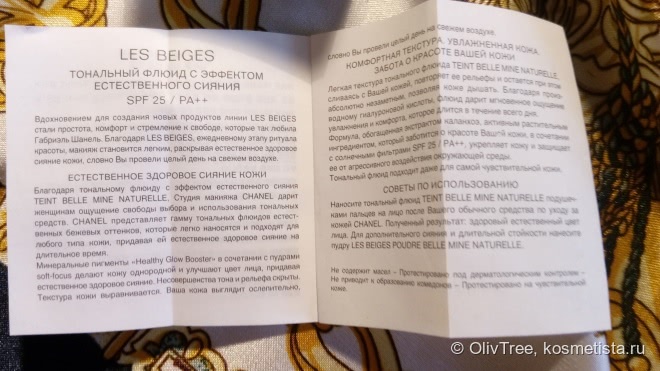 LES BEIGES
ТОНАЛЬНЫЙ ФЛЮИД С ЭФФЕКТОМ
ЕСТЕСТВЕННОГО СИЯНИЯ
SPF 25 / PA++
Вдохновением для создания новых продуктов линии LES BEIGES
стали простота, комфорт и стремление к свободе, которые так любила
Габриэль Шанель. Благодаря LES BEIGES, ежедневному этапу ритуала
красоты, макияж становится легким, раскрывая естественное здоровое
сияние кожи, словно Вы провели целый день на свежем воздухе.
ЕСТЕСТВЕННОЕ ЗДОРОВОЕ СИЯНИЕ КОЖИ
Благодаря тональному флюиду с эффектом естественного сияния
TEINT BELLE MINE NATURELLE, Студия макияжа CHANEL дарит
женщинам ощущение свободы выбора и использования тональных
средств. CHANEL представляет гамму тональных флюидов естест-
венных бежевых оттенков, которые легко наносятся и подходят для
любого типа кожи, придавая ей естественное здоровое сияние на
длительное время.
Минеральные пигменты «Healthy Glow Booster» в сочетании с пудрами
soft-focus делают кожу однородной и улучшают цвет лица, придавая
естественное здоровое сияние. Несовершенства тона и рельефа скрыты.
Текстура кожи выравнивается. Ваша кожа выглядит ослепительно,
словно Вы провели целый день на свежем воздухе.
КОМФОРТНАЯ ТЕКСТУРА, УВЛАЖНЕННАЯ КОЖА,
ЗАБОТА О КРАСОТЕ ВАШЕЙ КОЖИ
Легкая текстура тонального флюида TEINT BELLE MINE NATURELLE,
сливаясь с Вашей кожей, повторяет ее рельефы и остается при этом
абсолютно незаметным, позволяя коже дышать. Благодаря произ-
водному гиалуроновой кислоты, флюид дарит мгновенное ощущение
увлажнения и комфорта, которое длится в течение всего дня.
Формула, обогащенная экстрактом каланхоэ, активным растительным
ингредиентом, который заботится о красоте Вашей кожи, в сочетании
с солнечными фильтрами SPF 25 / PA++, укрепляет кожу и защищает
ее от агрессивного воздействия окружающей среды.
Тональный флюид подходит даже для самой чувствительной кожи.
СОВЕТЫ ПО ИСПОЛЬЗОВАНИЮ
Наносите тональный флюид TEINT BELLE MINE NATURELLE подушеч-
ками пальцев на лицо после Вашего обычного средства по уходу за
кожей CHANEL. Полученный результат: здоровый естественный цвет
лица. Для дополнительного сияния и длительной стойкости нанесите
пудру LES BEIGES POUDRE BELLE MINE NATURELLE.
Не содержит масел – Протестировано под дерматологическим контролем –
Не приводит к образованию комедонов – Протестировано на чувствительной
коже.
© OlivTree, kosmetista.ru